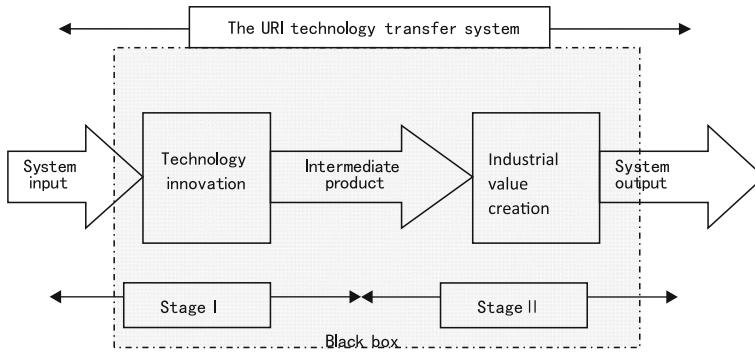 The URI technology transfer system
System
input
Technology
innovation
Intermediate
product
Industrial
value
creation
System
output
Stage Ⅰ
Stage Ⅱ
Black box